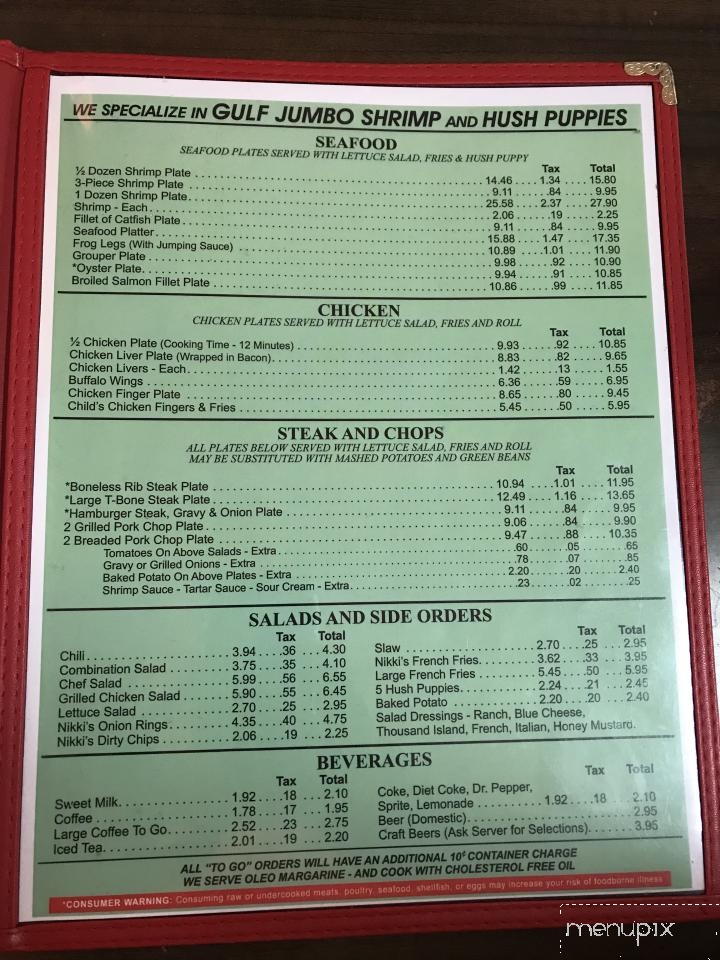 WE SPECIALIZE IN GULF JUMBO SHRIMP AND HUSH PUPPIES
SEAFOOD
SEAFOOD PLATES SERVED WITH LETTUCE SALAD, FRIES & HUSH PUPPY
Tax Total
½ Dozen Shrimp Plate 14.46 1.34 15.80
3-Piece Shrimp Plate 9.11 .84 9.95
1 Dozen Shrimp Plate 25.58 2.37 27.90
Shrimp - Each 2.06 .19 2.25
Fillet of Catfish Plate 9.11 .84 9.95
Seafood Platter 15.88 1.47 17.35
Frog Legs (With Jumping Sauce) 10.89 1.01 11.90
Grouper Plate 9.98 .92 10.90
*Oyster Plate 9.94 .91 10.85
Broiled Salmon Fillet Plate 10.86 .99 11.85
CHICKEN
CHICKEN PLATES SERVED WITH LETTUCE SALAD, FRIES AND ROLL
Tax Total
½ Chicken Plate (Cooking Time - 12 Minutes) 9.93 .92 10.85
Chicken Liver Plate (Wrapped in Bacon) 8.83 .82 9.65
Chicken Livers - Each 1.42 .13 1.55
Buffalo Wings 6.36 .59 6.95
Chicken Finger Plate 8.65 .80 9.45
Child's Chicken Fingers & Fries 5.45 .50 5.95
STEAK AND CHOPS
ALL PLATES BELOW SERVED WITH LETTUCE SALAD, FRIES AND ROLL
MAY BE SUBSTITUTED WITH MASHED POTATOES AND GREEN BEANS
Tax Total
*Boneless Rib Steak Plate 10.94 1.01 11.95
*Large T-Bone Steak Plate 12.49 1.16 13.65
*Hamburger Steak, Gravy & Onion Plate 9.11 .84 9.95
2 Grilled Pork Chop Plate 9.06 .84 9.90
2 Breaded Pork Chop Plate 9.47 .88 10.35
Tomatoes On Above Salads - Extra .60 .05 .65
Gravy or Grilled Onions - Extra .78 .07 .85
Baked Potato On Above Plates - Extra 2.20 .20 2.40
Shrimp Sauce - Tartar Sauce - Sour Cream - Extra .23 .02 .25
SALADS AND SIDE ORDERS
Tax Total
Chili 3.94 .36 4.30
Combination Salad 3.75 .35 4.10
Chef Salad 5.99 .56 6.55
Grilled Chicken Salad 5.90 .55 6.45
Lettuce Salad 2.70 .25 2.95
Nikki's Onion Rings 4.35 .40 4.75
Nikki's Dirty Chips 2.06 .19 2.25
Tax Total
Slaw 2.70 .25 2.95
Nikki's French Fries 3.62 .33 3.95
Large French Fries 5.45 .50 5.95
5 Hush Puppies 2.24 .21 2.45
Baked Potato 2.20 .20 2.40
Salad Dressings - Ranch, Blue Cheese,
Thousand Island, French, Italian, Honey Mustard.
BEVERAGES
Tax Total
Sweet Milk 1.92 .18 2.10
Coffee 1.78 .17 1.95
Large Coffee To Go 2.52 .23 2.75
Iced Tea 2.01 .19 2.20
Tax Total
Coke, Diet Coke, Dr. Pepper,
Sprite, Lemonade 1.92 .18 2.10
Beer (Domestic) 2.95
Craft Beers (Ask Server for Selections) 3.95
ALL "TO GO" ORDERS WILL HAVE AN ADDITIONAL 10¢ CONTAINER CHARGE
WE SERVE OLEO MARGARINE - AND COOK WITH CHOLESTEROL FREE OIL
*CONSUMER WARNING: Consuming raw or undercooked meats, poultry, seafood, shellfish, or eggs may increase your risk of foodborne illness
menupix